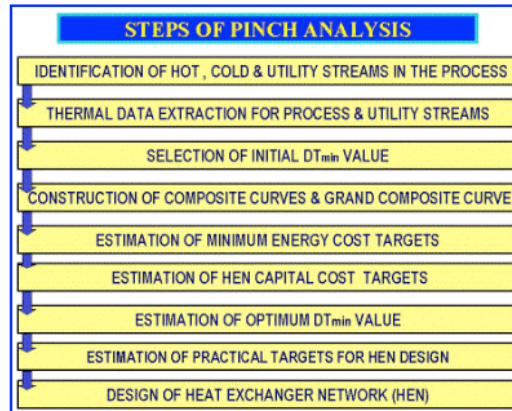 STEPS OF PINCH ANALYSIS
IDENTIFICATION OF HOT , COLD & UTILITY STREAMS IN THE PROCESS
THERMAL DATA EXTRACTION FOR PROCESS & UTILITY STREAMS
SELECTION OF INITIAL DTmin VALUE
CONSTRUCTION OF COMPOSITE CURVES & GRAND COMPOSITE CURVE
ESTIMATION OF MINIMUM ENERGY COST TARGETS
ESTIMATION OF HEN CAPITAL COST TARGETS
ESTIMATION OF OPTIMUM DTmin VALUE
ESTIMATION OF PRACTICAL TARGETS FOR HEN DESIGN
DESIGN OF HEAT EXCHANGER NETWORK (HEN)